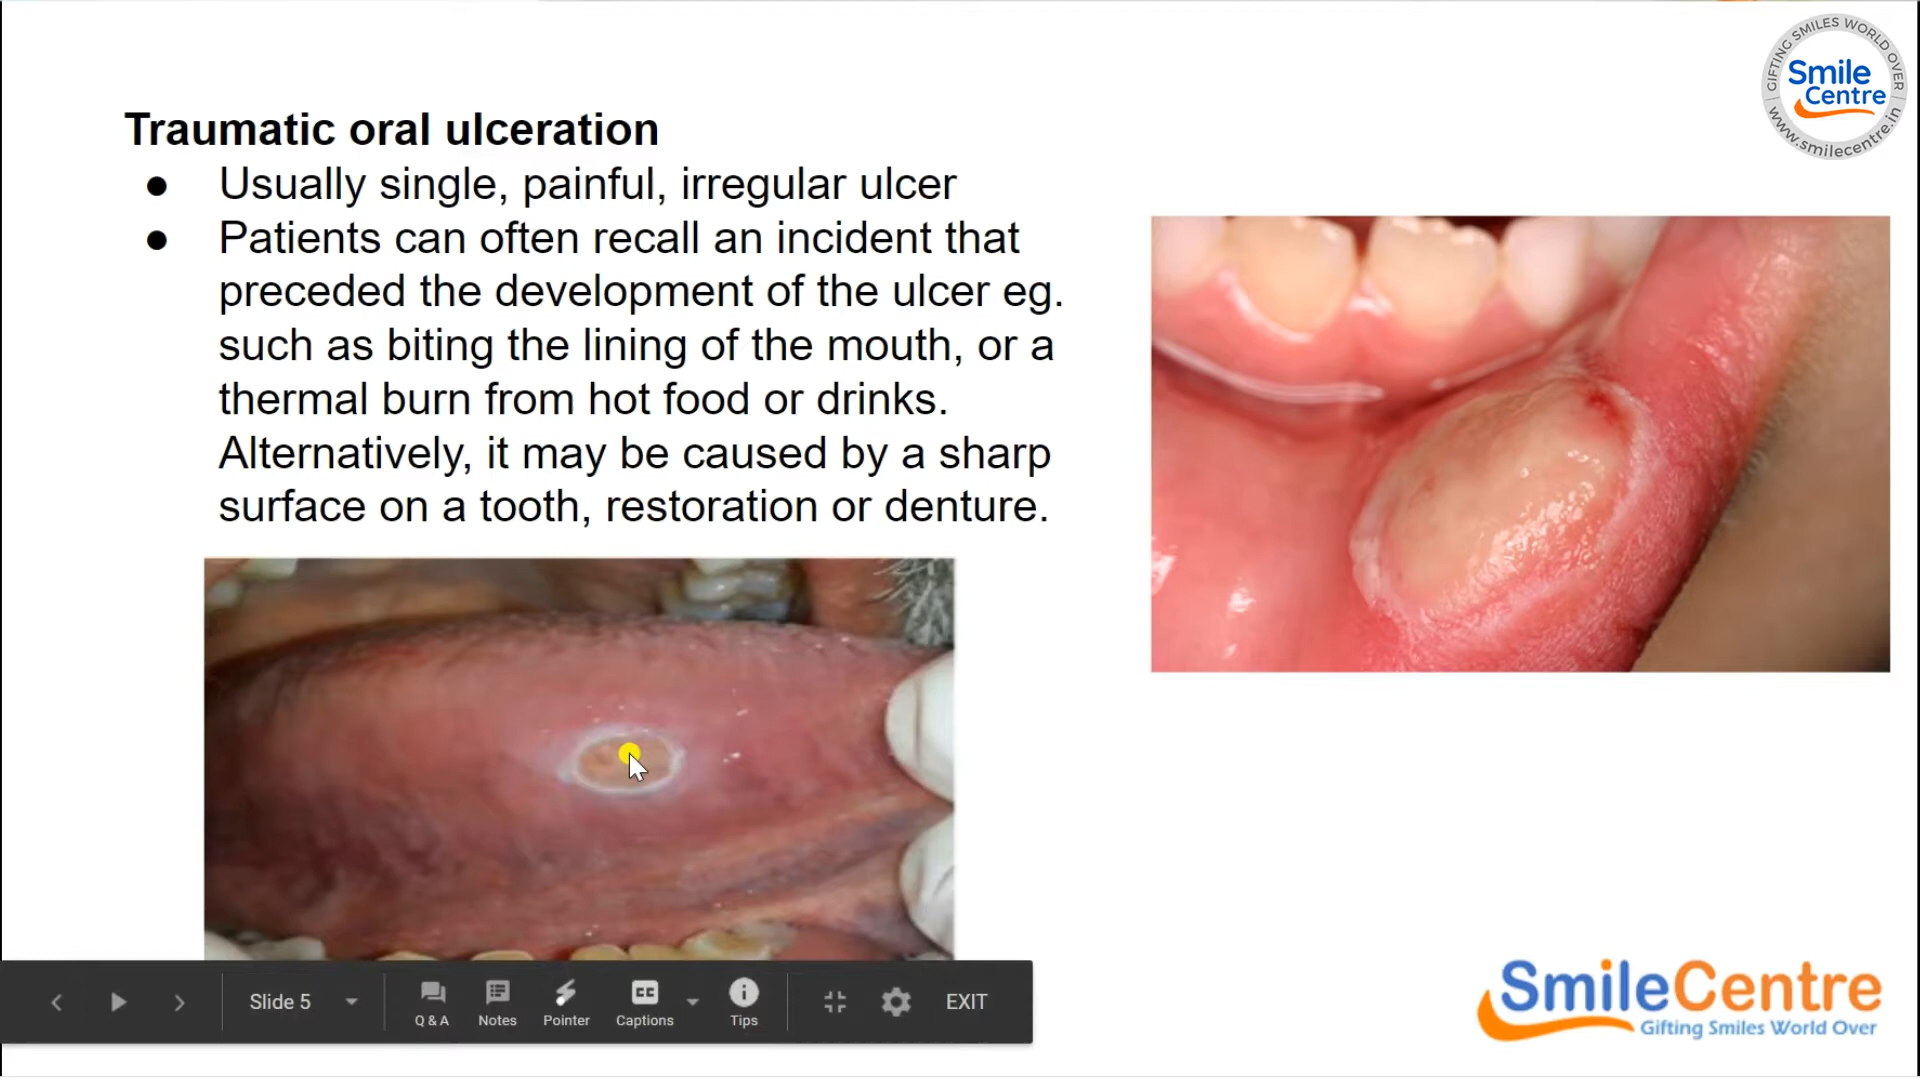 GIFTING SMILES WORLD OVER
Smile
Centre
www.smilecentre.in
Traumatic oral ulceration
● Usually single, painful, irregular ulcer
● Patients can often recall an incident that
preceded the development of the ulcer eg.
such as biting the lining of the mouth, or a
thermal burn from hot food or drinks.
Alternatively, it may be caused by a sharp
surface on a tooth, restoration or denture.
Slide 5
Q & A
Notes
Pointer
CC
Captions
Tips
EXIT
SmileCentre
Gifting Smiles World Over